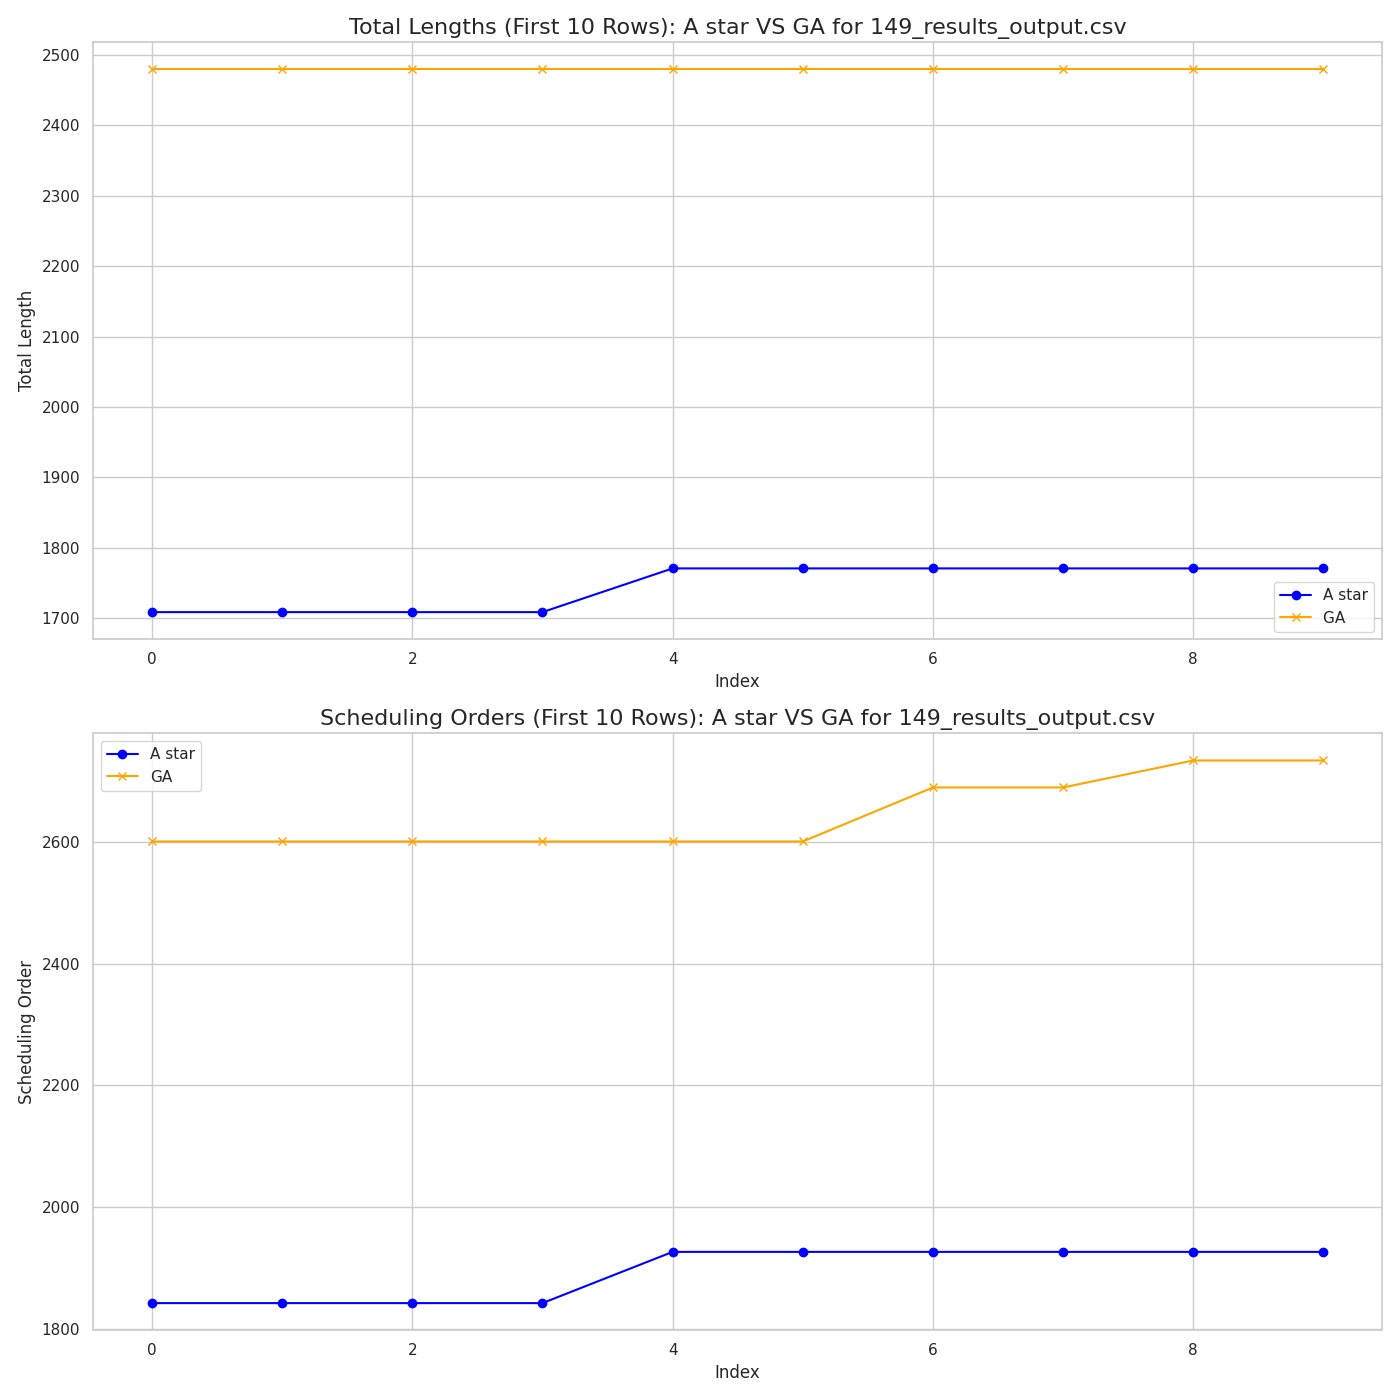 Total Lengths (First 10 Rows): A star VS GA for 149_results_output.csv
2500
2400
2300
2200
2100
2000
1900
1800
1700
Total Length
A star
GA
0 2 4 6 8
Index
Scheduling Orders (First 10 Rows): A star VS GA for 149_results_output.csv
A star
GA
2600
2400
2200
2000
1800
Scheduling Order
0 2 4 6 8
Index